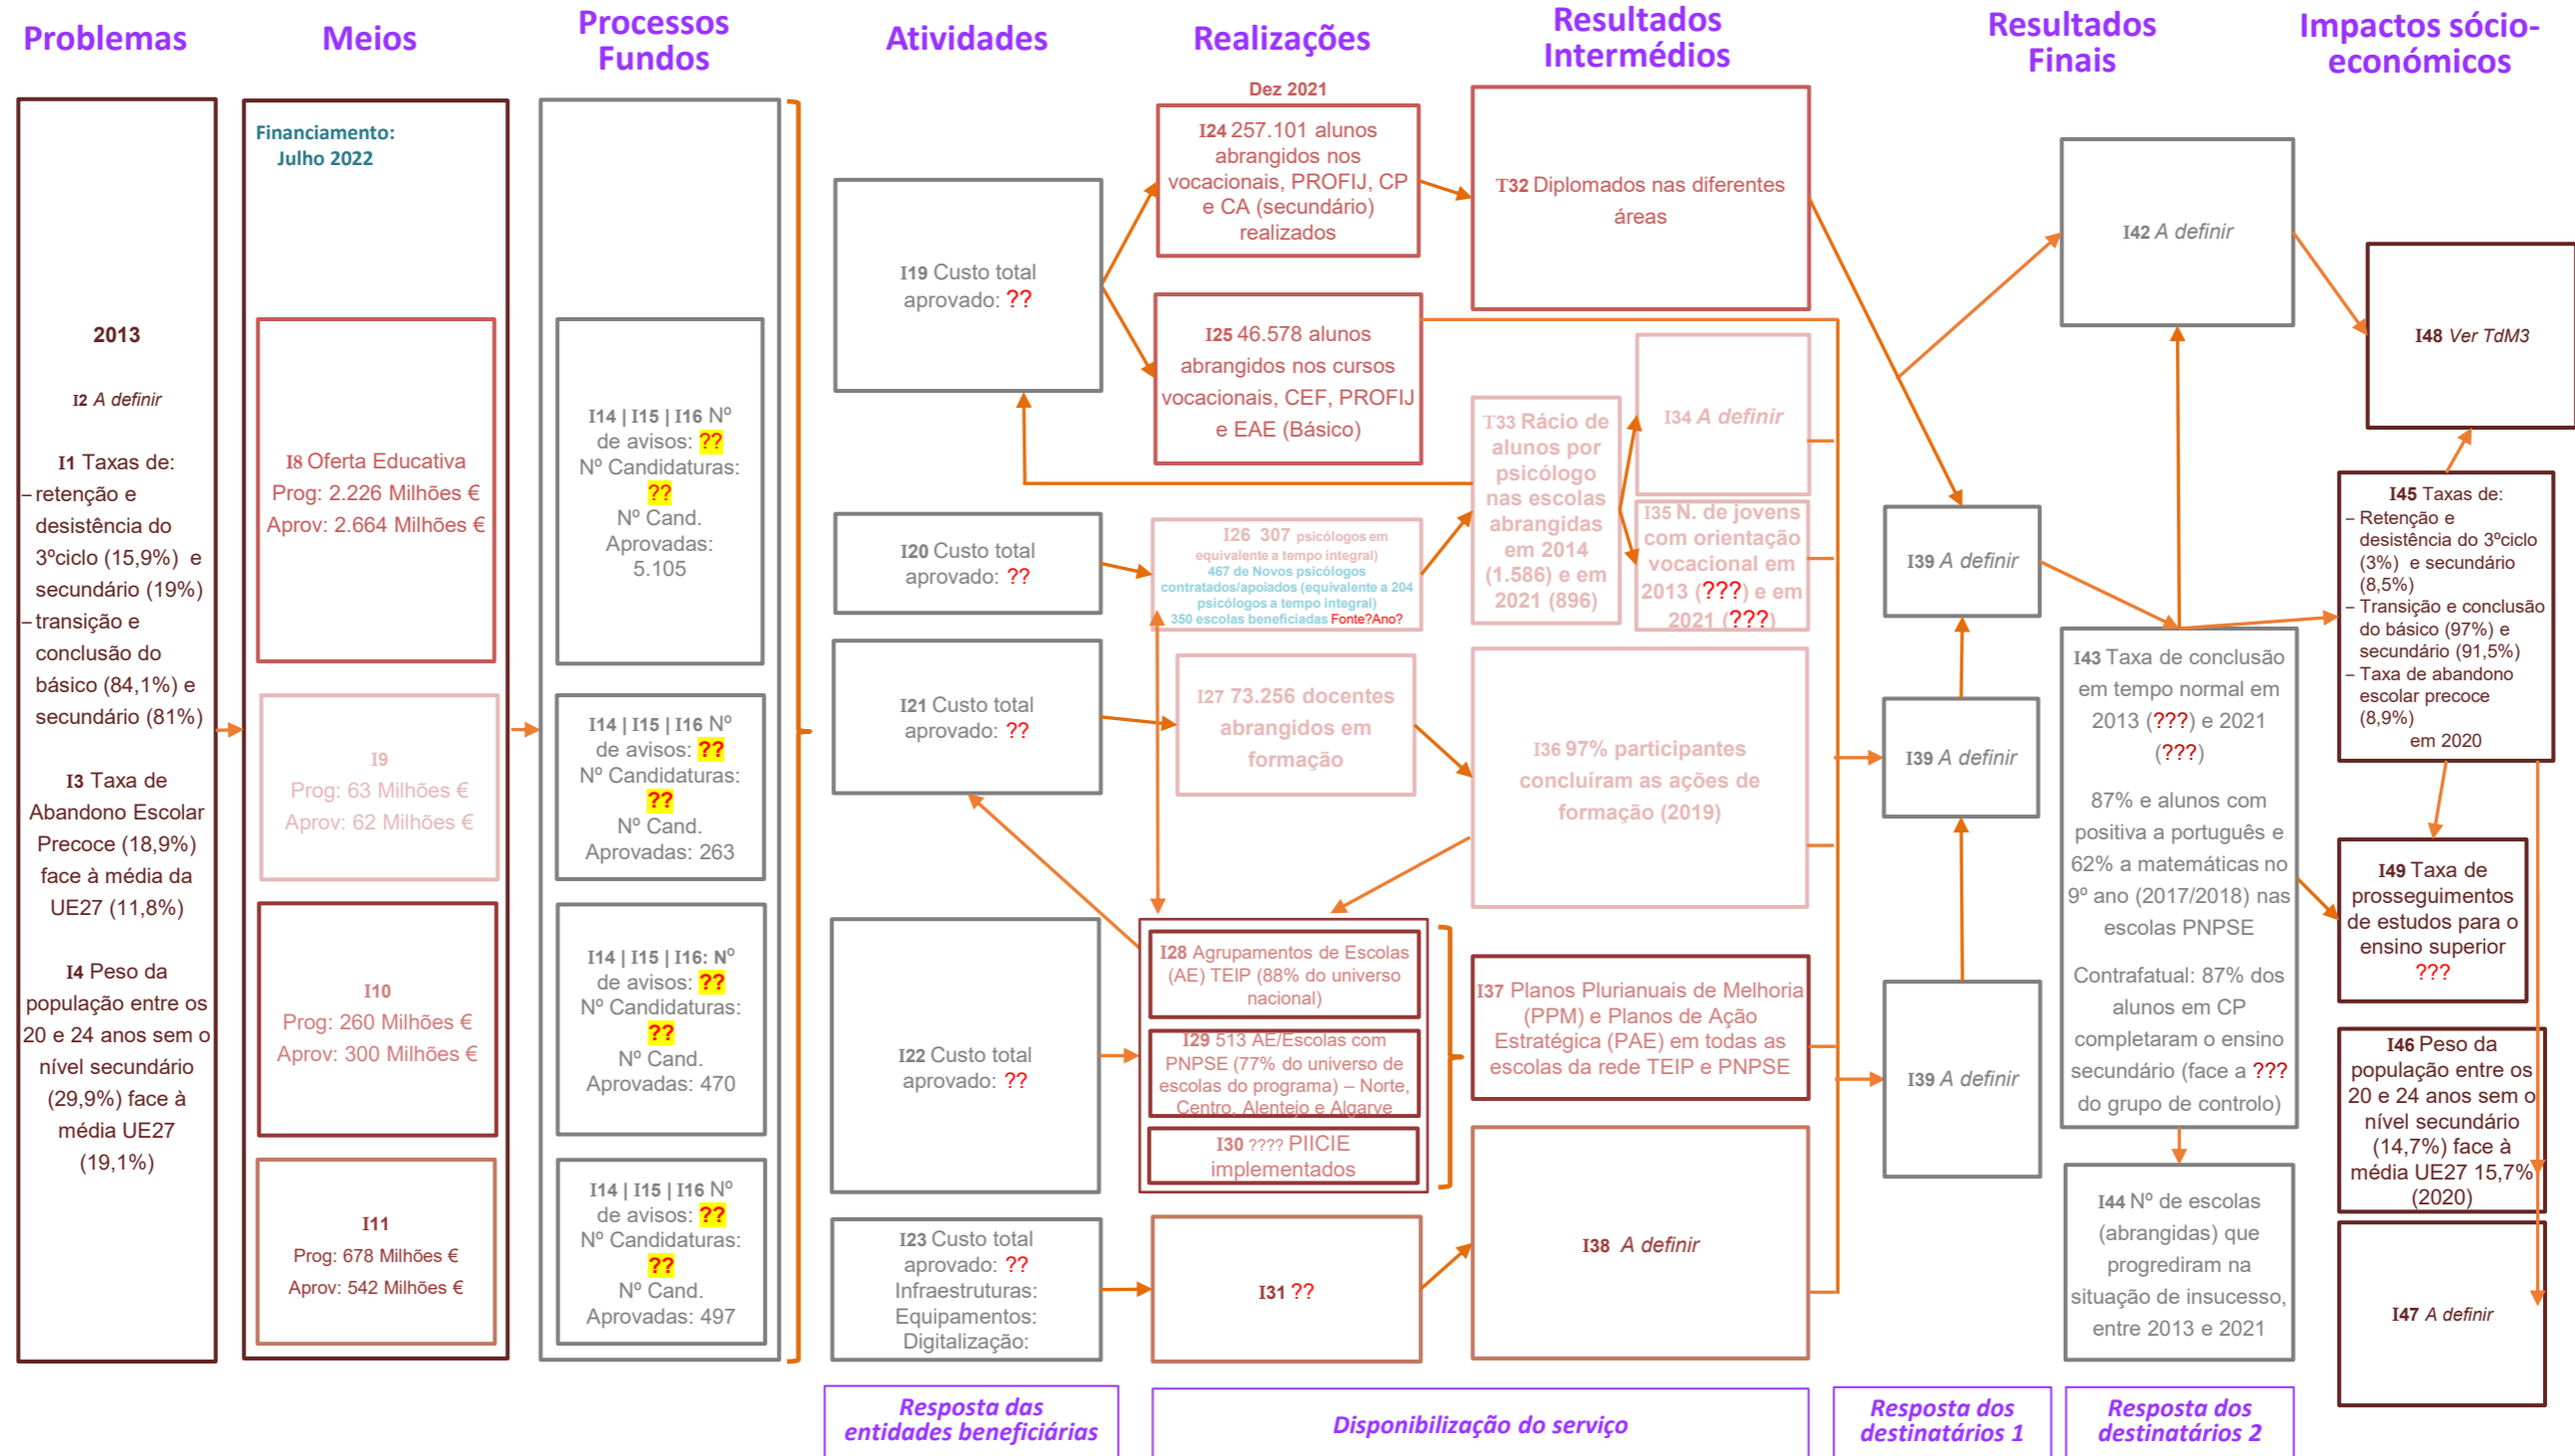 Problemas
Meios
Processos
Fundos
Atividades
Realizações
Resultados
Intermédios
Resultados
Finais
Impactos sócio-
económicos
2013
I2 A definir
I1 Taxas de:
– retenção e
desistência do
3ºciclo (15,9%) e
secundário (19%)
– transição e
conclusão do
básico (84,1%) e
secundário (81%)
I3 Taxa de
Abandono Escolar
Precoce (18,9%)
face à média da
UE27 (11,8%)
I4 Peso da
população entre os
20 e 24 anos sem o
nível secundário
(29,9%) face à
média UE27
(19,1%)
Financiamento:
Julho 2022
I8 Oferta Educativa
Prog: 2.226 Milhões €
Aprov: 2.664 Milhões €
I9
Prog: 63 Milhões €
Aprov: 62 Milhões €
I10
Prog: 260 Milhões €
Aprov: 300 Milhões €
I11
Prog: 678 Milhões €
Aprov: 542 Milhões €
I14 | I15 | I16 Nº
de avisos: ??
Nº Candidaturas:
??
Nº Cand.
Aprovadas:
5.105
I14 | I15 | I16 Nº
de avisos: ??
Nº Candidaturas:
??
Nº Cand.
Aprovadas: 263
I14 | I15 | I16: Nº
de avisos: ??
Nº Candidaturas:
??
Nº Cand.
Aprovadas: 470
I14 | I15 | I16 Nº
de avisos: ??
Nº Candidaturas:
??
Nº Cand.
Aprovadas: 497
I19 Custo total
aprovado: ??
I20 Custo total
aprovado: ??
I21 Custo total
aprovado: ??
I22 Custo total
aprovado: ??
I23 Custo total
aprovado: ??
Infraestruturas:
Equipamentos:
Digitalização:
Dez 2021
I24 257.101 alunos
abrangidos nos
vocacionais, PROFIJ, CP
e CA (secundário)
realizados
I25 46.578 alunos
abrangidos nos cursos
vocacionais, CEF, PROFIJ
e EAE (Básico)
I26 307 psicólogos em
equivalente a tempo integral)
467 de Novos psicólogos
contratados/apoiados (equivalente a 204
psicólogos a tempo integral)
350 escolas beneficiadas Fonte?Ano?
I27 73.256 docentes
abrangidos em
formação
I28 Agrupamentos de Escolas
(AE) TEIP (88% do universo
nacional)
I29 513 AE/Escolas com
PNPSE (77% do universo de
escolas do programa) – Norte,
Centro, Alentejo e Algarve
I30 ???? PIICIE
implementados
I31 ??
T32 Diplomados nas diferentes
áreas
T33 Rácio de
alunos por
psicólogo
nas escolas
abrangidas
em 2014
(1.586) e em
2021 (896)
I34 A definir
I35 N. de jovens
com orientação
vocacional em
2013 (???) e em
2021 (???)
I36 97% participantes
concluíram as ações de
formação (2019)
I37 Planos Plurianuais de Melhoria
(PPM) e Planos de Ação
Estratégica (PAE) em todas as
escolas da rede TEIP e PNPSE
I38 A definir
I39 A definir
I39 A definir
I39 A definir
I42 A definir
I43 Taxa de conclusão
em tempo normal em
2013 (???) e 2021
(???)
87% e alunos com
positiva a português e
62% a matemáticas no
9º ano (2017/2018) nas
escolas PNPSE
Contrafatual: 87% dos
alunos em CP
completaram o ensino
secundário (face a ???
do grupo de controlo)
I44 Nº de escolas
(abrangidas) que
progrediram na
situação de insucesso,
entre 2013 e 2021
I48 Ver TdM3
I45 Taxas de:
– Retenção e
desistência do 3ºciclo
(3%) e secundário
(8,5%)
– Transição e conclusão
do básico (97%) e
secundário (91,5%)
– Taxa de abandono
escolar precoce
(8,9%)
em 2020
I49 Taxa de
prosseguimentos
de estudos para o
ensino superior
???
I46 Peso da
população entre os
20 e 24 anos sem o
nível secundário
(14,7%) face à
média UE27 15,7%
(2020)
I47 A definir
Resposta das
entidades beneficiárias
Disponibilização do serviço
Resposta dos
destinatários 1
Resposta dos
destinatários 2